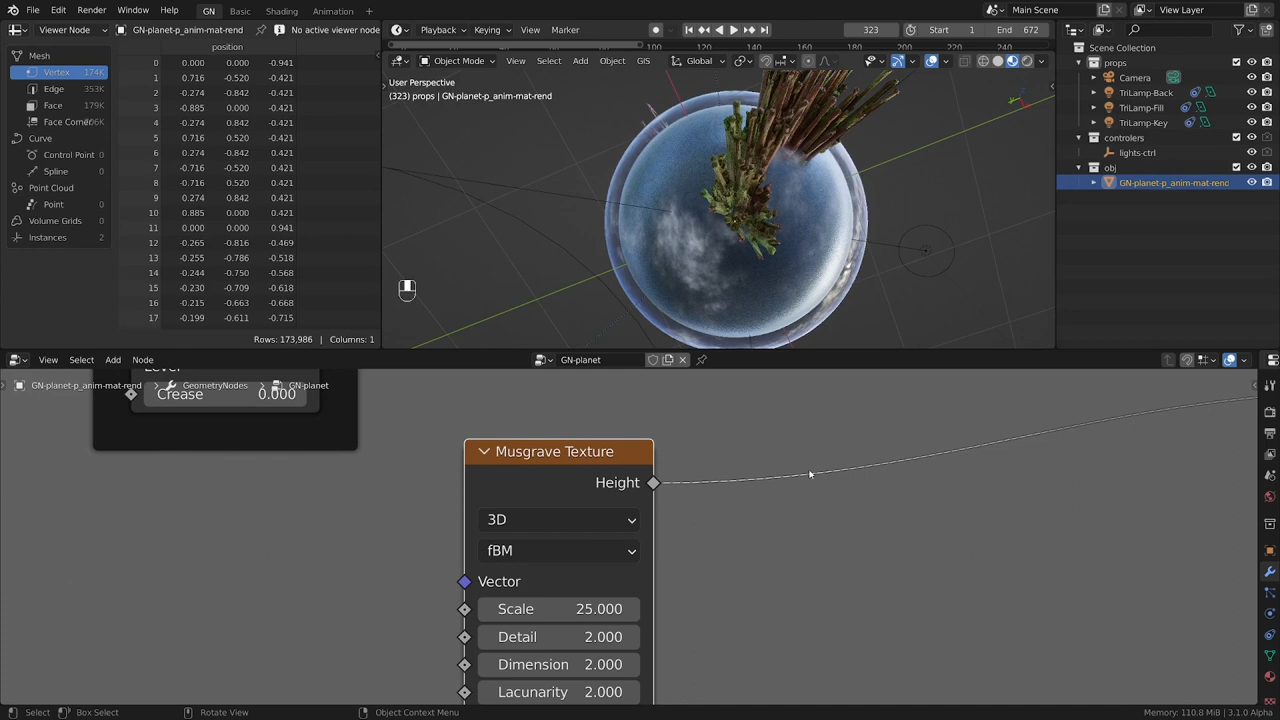 File Edit Render Window Help GN Basic Shading Animation Main Scene View Layer
Viewer Node GN-planet-p_anim-mat-rend No active viewer node
Playback Keying View Marker 323 Start 1 End 672
position
100 160 200 240
Mesh
Vertex 174K
Edge 353K
Face 179K
Face Corner
Curve
Control Point 0
Spline 0
Point Cloud
Point 0
Volume Grids 0
Instances 2
0 0.000 0.000 -0.941
1 0.716 -0.520 -0.421
2 -0.274 -0.842 -0.421
3 -0.885 0.000 -0.421
4 -0.274 0.842 -0.421
5 0.716 0.520 -0.421
6 0.274 -0.842 0.421
7 -0.716 -0.520 0.421
8 -0.716 0.520 0.421
9 0.274 0.842 0.421
10 0.885 0.000 0.421
11 0.000 0.000 0.941
12 -0.265 -0.816 -0.469
13 -0.255 -0.786 -0.518
14 -0.244 -0.750 -0.568
15 -0.230 -0.709 -0.618
16 -0.215 -0.663 -0.668
17 -0.199 -0.611 -0.715
Rows: 173,986 | Columns: 1
Object Mode View Select Add Object GIS Global
User Perspective
(323) props | GN-planet-p_anim-mat-rend
Scene Collection
props
Camera
TriLamp-Back
TriLamp-Fill
TriLamp-Key
controlers
lights-ctrl
obj
GN-planet-p_anim-mat-rend
View Select Add Node GN-planet
GN-planet-p_anim-mat-rend GeometryNodes GN-planet
Crease 0.000
Musgrave Texture
Height
3D
fBM
Vector
Scale 25.000
Detail 2.000
Dimension 2.000
Lacunarity 2.000
Select Box Select Rotate View Object Context Menu Memory: 110.8 MiB | 3.1.0 Alpha